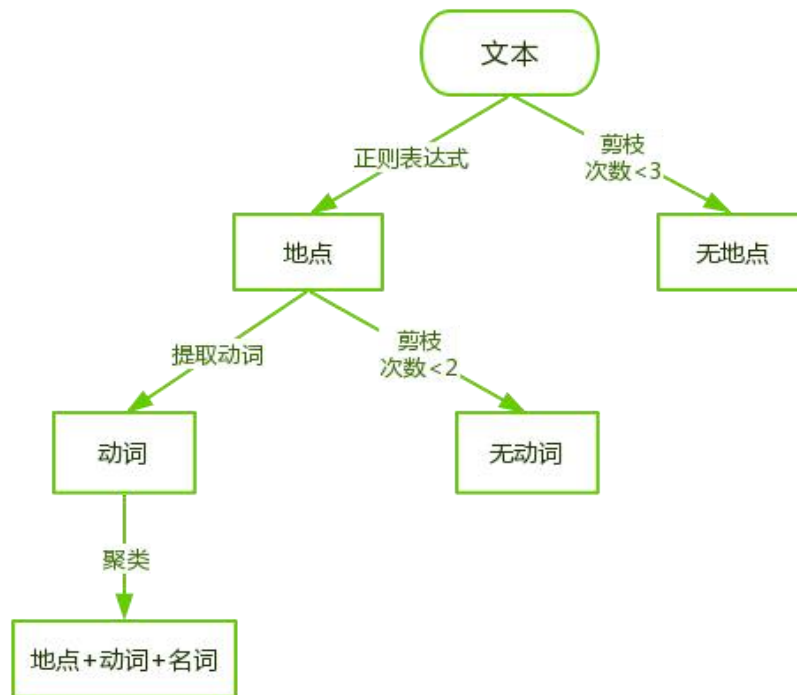 文本
正则表达式
剪枝
次数<3
地点
无地点
提取动词
剪枝
次数<2
动词
无动词
聚类
地点+动词+名词